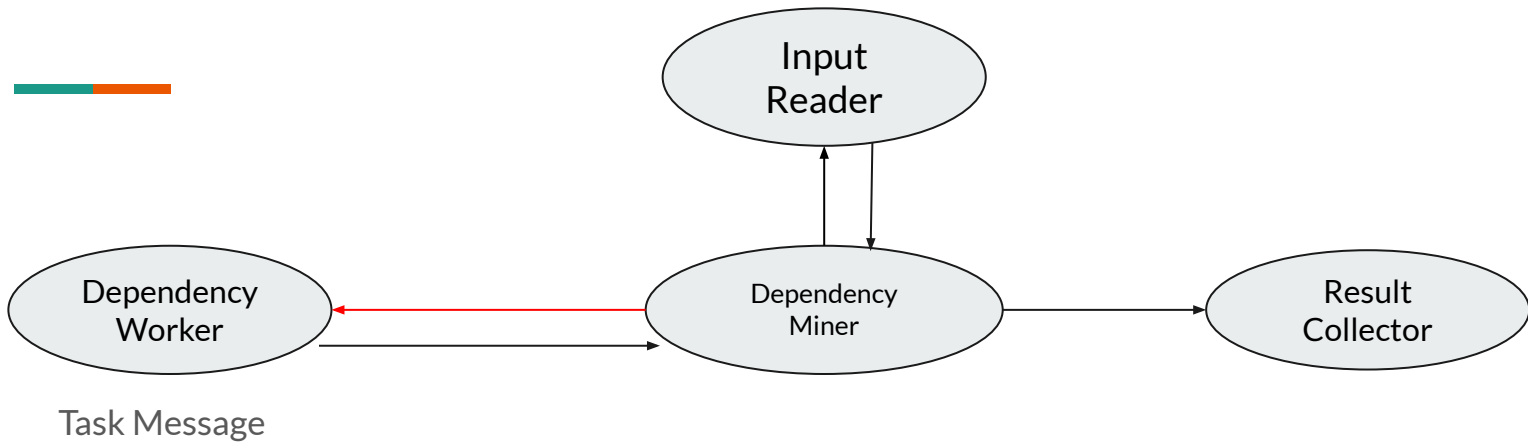 Input
Reader
Dependency
Worker
Dependency
Miner
Result
Collector
Task Message